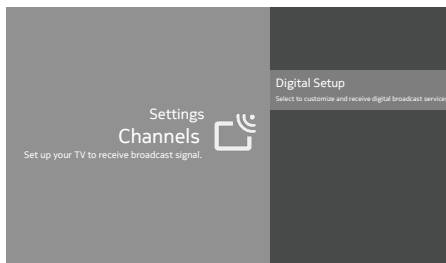 Settings
Channels
Set up your TV to receive broadcast signal.
Digital Setup
Select to customize and receive digital broadcast service